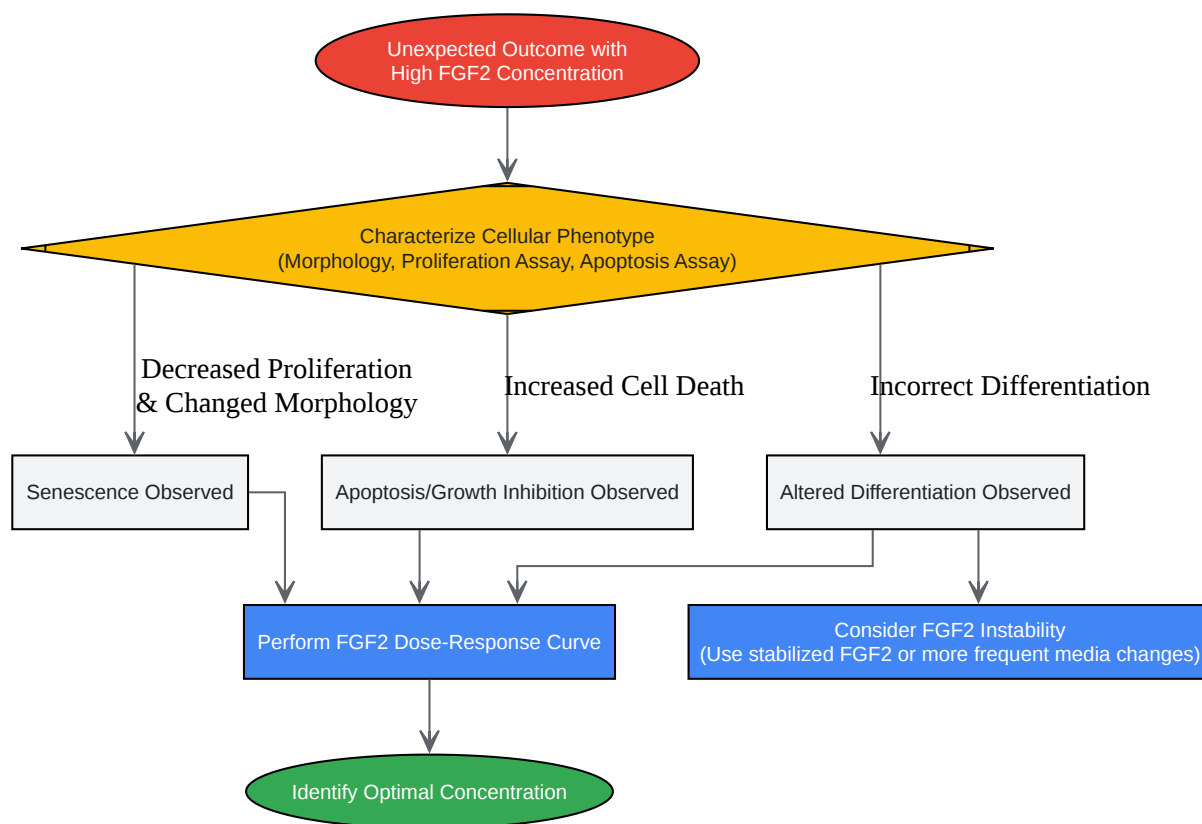 Unexpected Outcome with
High FGF2 Concentration
Characterize Cellular Phenotype
(Morphology, Proliferation Assay, Apoptosis Assay)
Decreased Proliferation
& Changed Morphology
Increased Cell Death
Incorrect Differentiation
Senescence Observed
Apoptosis/Growth Inhibition Observed
Altered Differentiation Observed
Perform FGF2 Dose-Response Curve
Consider FGF2 Instability
(Use stabilized FGF2 or more frequent media changes)
Identify Optimal Concentration